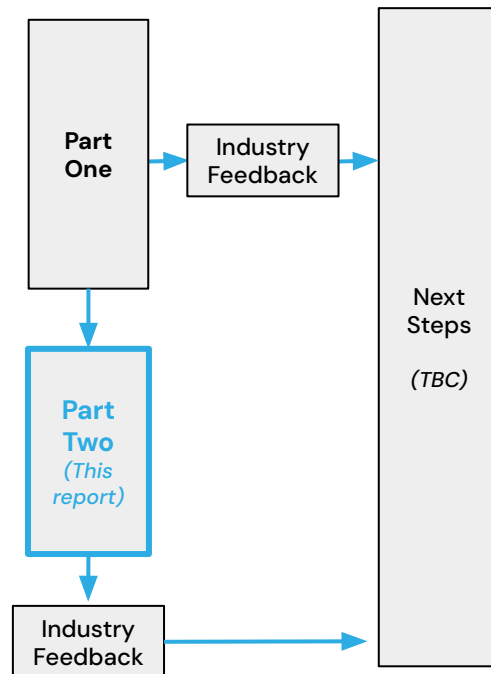 Part
One
Industry
Feedback
Next
Steps
(TBC)
Part
Two
(This
report)
Industry
Feedback